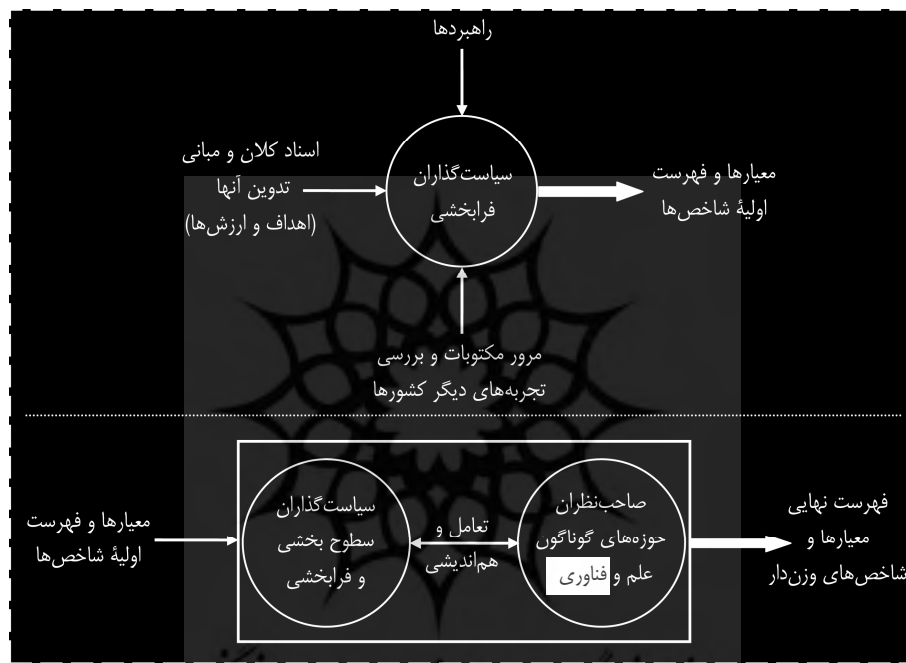 راهبردها
اسناد کلان و مبانی
تدوین آنها
(اهداف و ارزش‌ها)
سیاست‌گذاران
فرابخشی
معیارها و فهرست
اولیهٔ شاخص‌ها
مرور مکتوبات و بررسی
تجربه‌های دیگر کشورها
معیارها و فهرست
اولیهٔ شاخص‌ها
سیاست‌گذاران
سطوح بخشی
و فرابخشی
تعامل و
هم‌اندیشی
صاحب‌نظران
حوزه‌های گوناگون
علم و فناوری
فهرست نهایی
معیارها و
شاخص‌های وزن‌دار